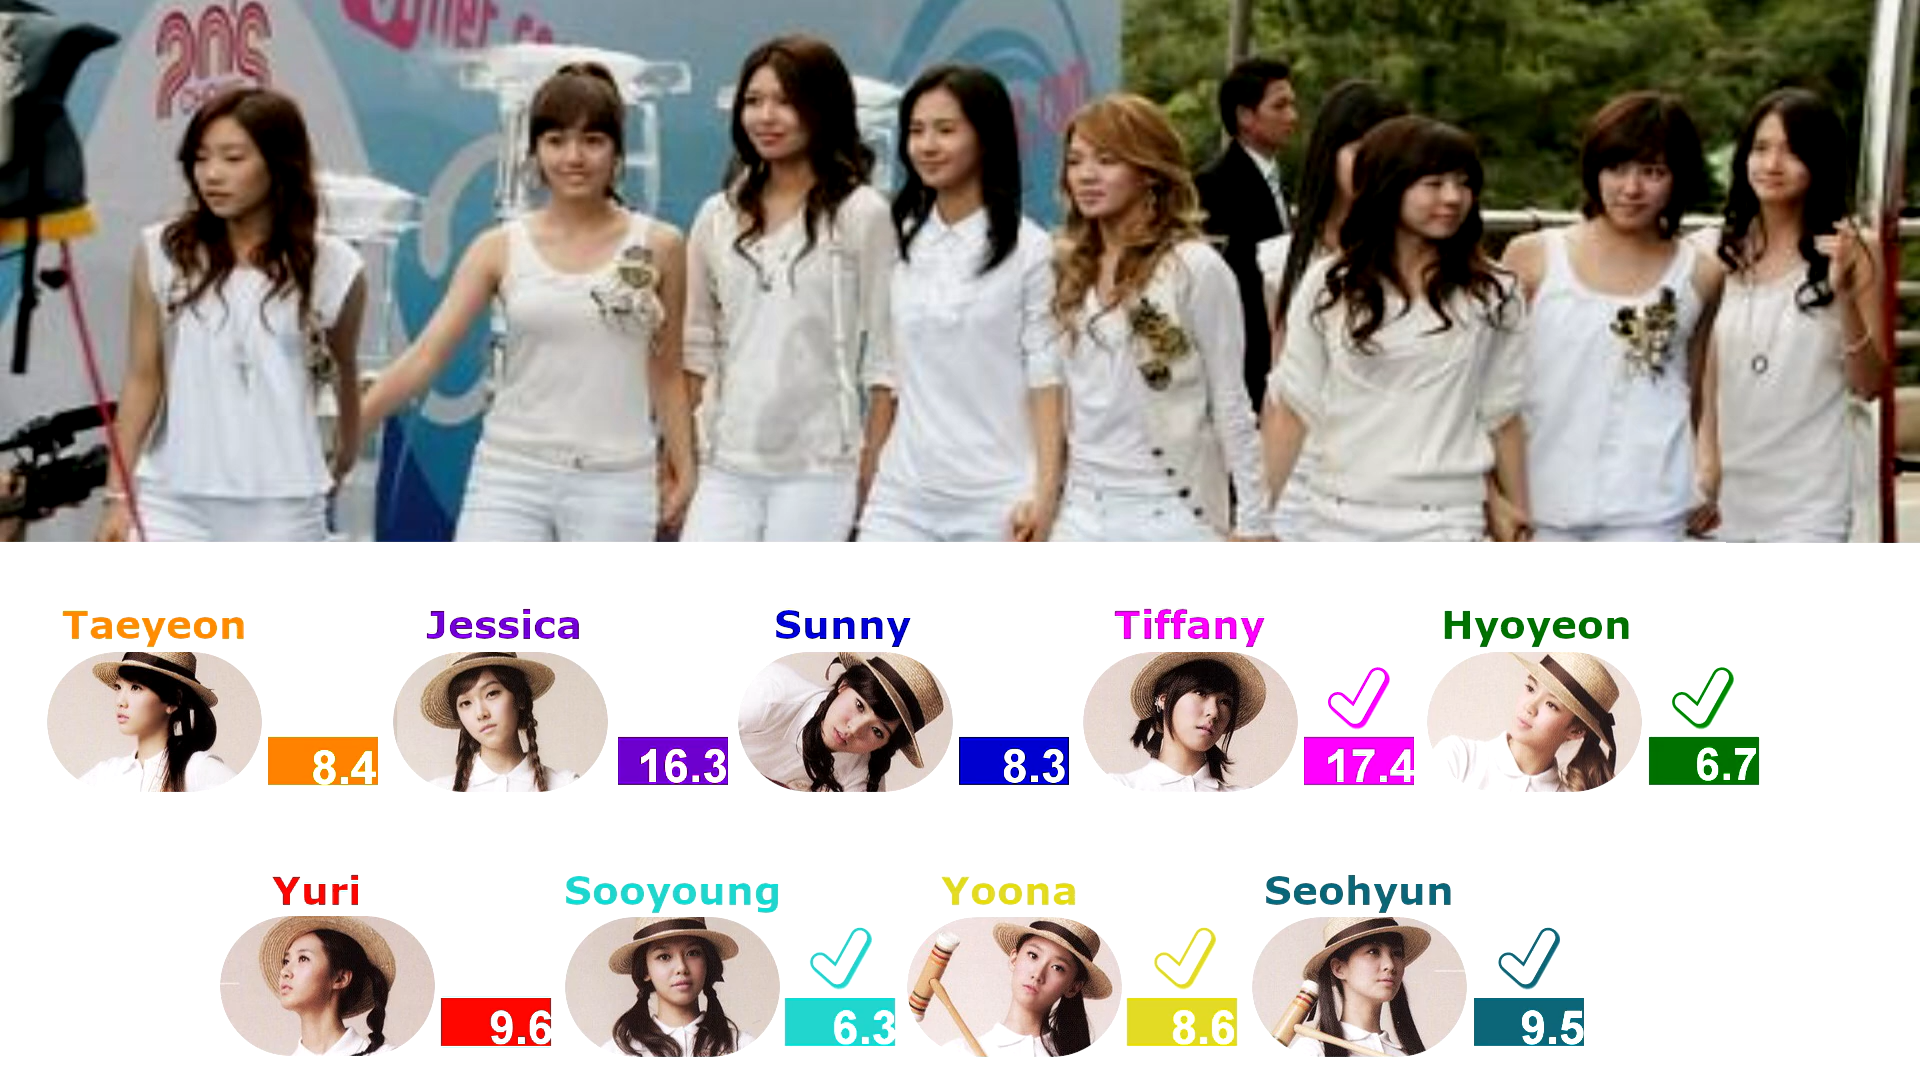 20's
Taeyeon
Jessica
Sunny
Tiffany
Hyoyeon
8.4
16.3
8.3
17.4
6.7
Yuri
Sooyoung
Yoona
Seohyun
9.6
6.3
8.6
9.5